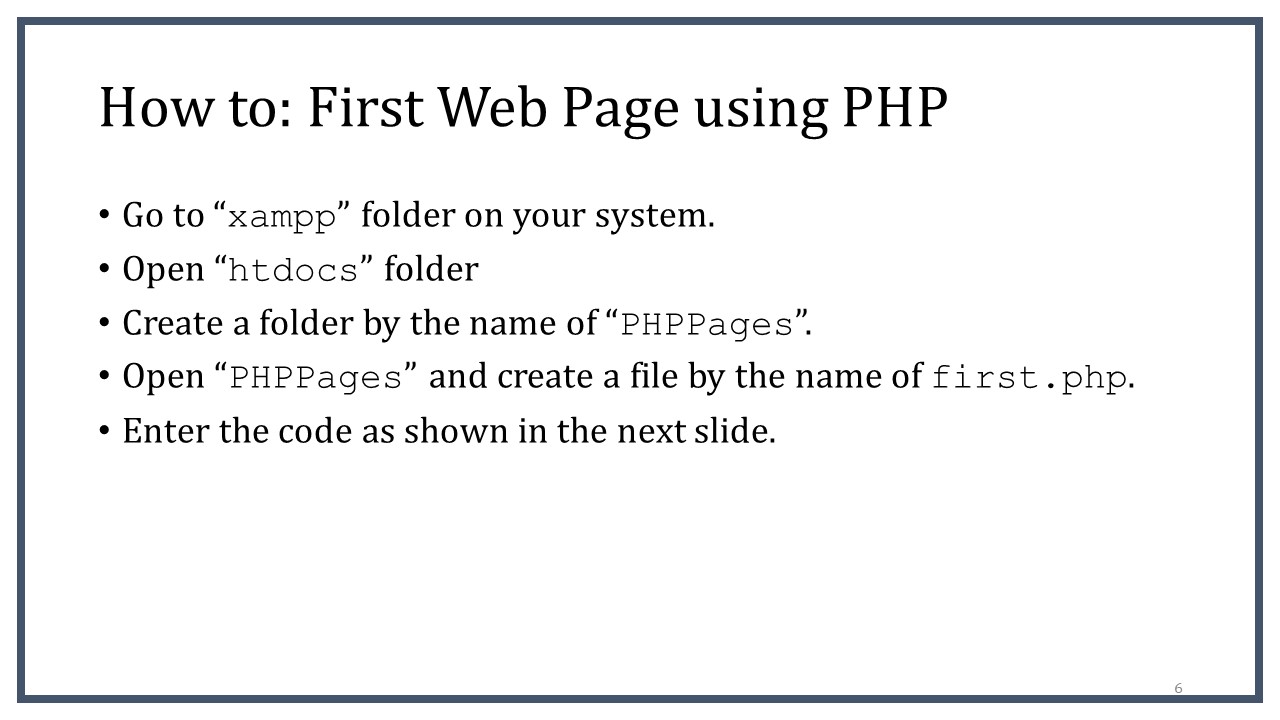 How to: First Web Page using PHP
• Go to “xampp” folder on your system.
• Open “htdocs” folder
• Create a folder by the name of “PHPPages”.
• Open “PHPPages” and create a file by the name of first.php.
• Enter the code as shown in the next slide.
6